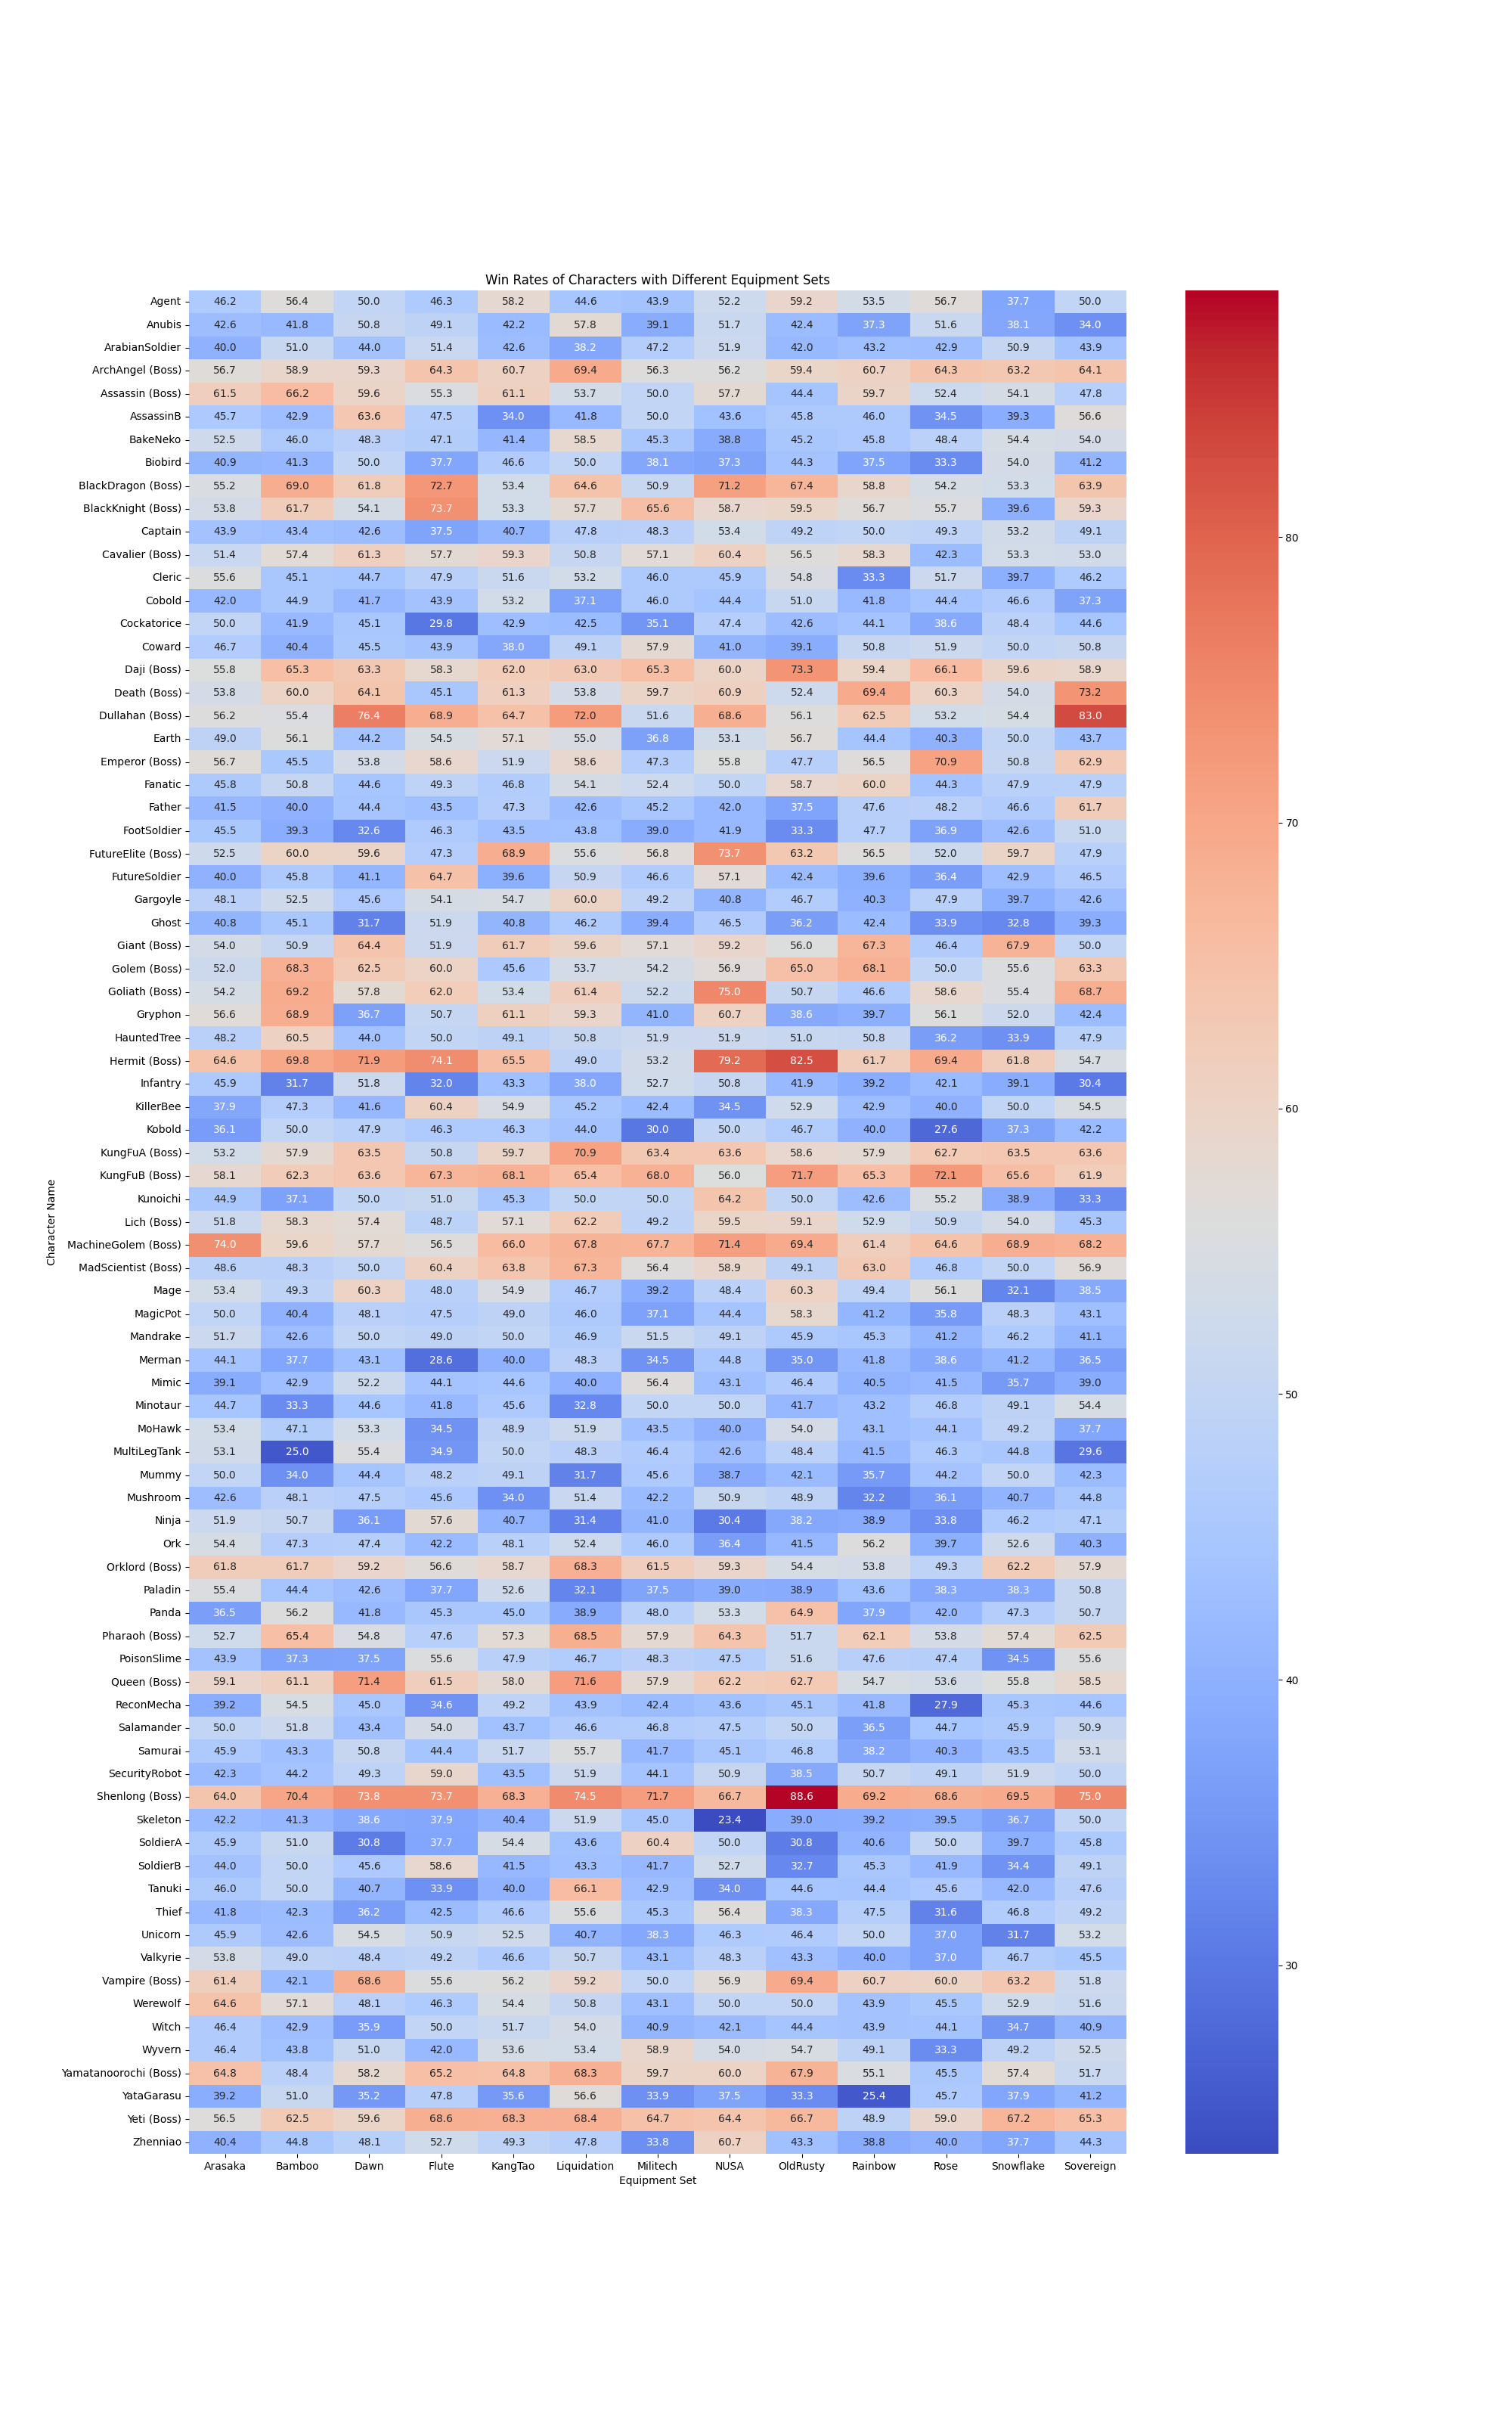 Win Rates of Characters with Different Equipment Sets
Agent 46.2 56.4 50.0 46.3 58.2 44.6 43.9 52.2 59.2 53.5 56.7 37.7 50.0
Anubis 42.6 41.8 50.8 49.1 42.2 57.8 39.1 51.7 42.4 37.3 51.6 38.1 34.0
ArabianSoldier 40.0 51.0 44.0 51.4 42.6 38.2 47.2 51.9 42.0 43.2 42.9 50.9 43.9
ArchAngel (Boss) 56.7 58.9 59.3 64.3 60.7 69.4 56.3 56.2 59.4 60.7 64.3 63.2 64.1
Assassin (Boss) 61.5 66.2 59.6 55.3 61.1 53.7 50.0 57.7 44.4 59.7 52.4 54.1 47.8
AssassinB 45.7 42.9 63.6 47.5 34.0 41.8 50.0 43.6 45.8 46.0 34.5 39.3 56.6
BakeNeko 52.5 46.0 48.3 47.1 41.4 58.5 45.3 38.8 45.2 45.8 48.4 54.4 54.0
Biobird 40.9 41.3 50.0 37.7 46.6 50.0 38.1 37.3 44.3 37.5 33.3 54.0 41.2
BlackDragon (Boss) 55.2 69.0 61.8 72.7 53.4 64.6 50.9 71.2 67.4 58.8 54.2 53.3 63.9
BlackKnight (Boss) 53.8 61.7 54.1 73.7 53.3 57.7 65.6 58.7 59.5 56.7 55.7 39.6 59.3
Captain 43.9 43.4 42.6 37.5 40.7 47.8 48.3 53.4 49.2 50.0 49.3 53.2 49.1
Cavalier (Boss) 51.4 57.4 61.3 57.7 59.3 50.8 57.1 60.4 56.5 58.3 42.3 53.3 53.0
Cleric 55.6 45.1 44.7 47.9 51.6 53.2 46.0 45.9 54.8 33.3 51.7 39.7 46.2
Cobold 42.0 44.9 41.7 43.9 53.2 37.1 46.0 44.4 51.0 41.8 44.4 46.6 37.3
Cockatorice 50.0 41.9 45.1 29.8 42.9 42.5 35.1 47.4 42.6 44.1 38.6 48.4 44.6
Coward 46.7 40.4 45.5 43.9 38.0 49.1 57.9 41.0 39.1 50.8 51.9 50.0 50.8
Daji (Boss) 55.8 65.3 63.3 58.3 62.0 63.0 65.3 60.0 73.3 59.4 66.1 59.6 58.9
Death (Boss) 53.8 60.0 64.1 45.1 61.3 53.8 59.7 60.9 52.4 69.4 60.3 54.0 73.2
Dullahan (Boss) 56.2 55.4 76.4 68.9 64.7 72.0 51.6 68.6 56.1 62.5 53.2 54.4 83.0
Earth 49.0 56.1 44.2 54.5 57.1 55.0 36.8 53.1 56.7 44.4 40.3 50.0 43.7
Emperor (Boss) 56.7 45.5 53.8 58.6 51.9 58.6 47.3 55.8 47.7 56.5 70.9 50.8 62.9
Fanatic 45.8 50.8 44.6 49.3 46.8 54.1 52.4 50.0 58.7 60.0 44.3 47.9 47.9
Father 41.5 40.0 44.4 43.5 47.3 42.6 45.2 42.0 37.5 47.6 48.2 46.6 61.7
FootSoldier 45.5 39.3 32.6 46.3 43.5 43.8 39.0 41.9 33.3 47.7 36.9 42.6 51.0
FutureElite (Boss) 52.5 60.0 59.6 47.3 68.9 55.6 56.8 73.7 63.2 56.5 52.0 59.7 47.9
FutureSoldier 40.0 45.8 41.1 64.7 39.6 50.9 46.6 57.1 42.4 39.6 36.4 42.9 46.5
Gargoyle 48.1 52.5 45.6 54.1 54.7 60.0 49.2 40.8 46.7 40.3 47.9 39.7 42.6
Ghost 40.8 45.1 31.7 51.9 40.8 46.2 39.4 46.5 36.2 42.4 33.9 32.8 39.3
Giant (Boss) 54.0 50.9 64.4 51.9 61.7 59.6 57.1 59.2 56.0 67.3 46.4 67.9 50.0
Golem (Boss) 52.0 68.3 62.5 60.0 45.6 53.7 54.2 56.9 65.0 68.1 50.0 55.6 63.3
Goliath (Boss) 54.2 69.2 57.8 62.0 53.4 61.4 52.2 75.0 50.7 46.6 58.6 55.4 68.7
Gryphon 56.6 68.9 36.7 50.7 61.1 59.3 41.0 60.7 38.6 39.7 56.1 52.0 42.4
HauntedTree 48.2 60.5 44.0 50.0 49.1 50.8 51.9 51.9 51.0 50.8 36.2 33.9 47.9
Hermit (Boss) 64.6 69.8 71.9 74.1 65.5 49.0 53.2 79.2 82.5 61.7 69.4 61.8 54.7
Infantry 45.9 31.7 51.8 32.0 43.3 38.0 52.7 50.8 41.9 39.2 42.1 39.1 30.4
KillerBee 37.9 47.3 41.6 60.4 54.9 45.2 42.4 34.5 52.9 42.9 40.0 50.0 54.5
Kobold 36.1 50.0 47.9 46.3 46.3 44.0 30.0 50.0 46.7 40.0 27.6 37.3 42.2
KungFuA (Boss) 53.2 57.9 63.5 50.8 59.7 70.9 63.4 63.6 58.6 57.9 62.7 63.5 63.6
KungFuB (Boss) 58.1 62.3 63.6 67.3 68.1 65.4 68.0 56.0 71.7 65.3 72.1 65.6 61.9
Kunoichi 44.9 37.1 50.0 51.0 45.3 50.0 50.0 64.2 50.0 42.6 55.2 38.9 33.3
Lich (Boss) 51.8 58.3 57.4 48.7 57.1 62.2 49.2 59.5 59.1 52.9 50.9 54.0 45.3
MachineGolem (Boss) 74.0 59.6 57.7 56.5 66.0 67.8 67.7 71.4 69.4 61.4 64.6 68.9 68.2
MadScientist (Boss) 48.6 48.3 50.0 60.4 63.8 67.3 56.4 58.9 49.1 63.0 46.8 50.0 56.9
Mage 53.4 49.3 60.3 48.0 54.9 46.7 39.2 48.4 60.3 49.4 56.1 32.1 38.5
MagicPot 50.0 40.4 48.1 47.5 49.0 46.0 37.1 44.4 58.3 41.2 35.8 48.3 43.1
Mandrake 51.7 42.6 50.0 49.0 50.0 46.9 51.5 49.1 45.9 45.3 41.2 46.2 41.1
Merman 44.1 37.7 43.1 28.6 40.0 48.3 34.5 44.8 35.0 41.8 38.6 41.2 36.5
Mimic 39.1 42.9 52.2 44.1 44.6 40.0 56.4 43.1 46.4 40.5 41.5 35.7 39.0
Minotaur 44.7 33.3 44.6 41.8 45.6 32.8 50.0 50.0 41.7 43.2 46.8 49.1 54.4
MoHawk 53.4 47.1 53.3 34.5 48.9 51.9 43.5 40.0 54.0 43.1 44.1 49.2 37.7
MultiLegTank 53.1 25.0 55.4 34.9 50.0 48.3 46.4 42.6 48.4 41.5 46.3 44.8 29.6
Mummy 50.0 34.0 44.4 48.2 49.1 31.7 45.6 38.7 42.1 35.7 44.2 50.0 42.3
Mushroom 42.6 48.1 47.5 45.6 34.0 51.4 42.2 50.9 48.9 32.2 36.1 40.7 44.8
Ninja 51.9 50.7 36.1 57.6 40.7 31.4 41.0 30.4 38.2 38.9 33.8 46.2 47.1
Ork 54.4 47.3 47.4 42.2 48.1 52.4 46.0 36.4 41.5 56.2 39.7 52.6 40.3
Orklord (Boss) 61.8 61.7 59.2 56.6 58.7 68.3 61.5 59.3 54.4 53.8 49.3 62.2 57.9
Paladin 55.4 44.4 42.6 37.7 52.6 32.1 37.5 39.0 38.9 43.6 38.3 38.3 50.8
Panda 36.5 56.2 41.8 45.3 45.0 38.9 48.0 53.3 64.9 37.9 42.0 47.3 50.7
Pharaoh (Boss) 52.7 65.4 54.8 47.6 57.3 68.5 57.9 64.3 51.7 62.1 53.8 57.4 62.5
PoisonSlime 43.9 37.3 37.5 55.6 47.9 46.7 48.3 47.5 51.6 47.6 47.4 34.5 55.6
Queen (Boss) 59.1 61.1 71.4 61.5 58.0 71.6 57.9 62.2 62.7 54.7 53.6 55.8 58.5
ReconMecha 39.2 54.5 45.0 34.6 49.2 43.9 42.4 43.6 45.1 41.8 27.9 45.3 44.6
Salamander 50.0 51.8 43.4 54.0 43.7 46.6 46.8 47.5 50.0 36.5 44.7 45.9 50.9
Samurai 45.9 43.3 50.8 44.4 51.7 55.7 41.7 45.1 46.8 38.2 40.3 43.5 53.1
SecurityRobot 42.3 44.2 49.3 59.0 43.5 51.9 44.1 50.9 38.5 50.7 49.1 51.9 50.0
Shenlong (Boss) 64.0 70.4 73.8 73.7 68.3 74.5 71.7 66.7 88.6 69.2 68.6 69.5 75.0
Skeleton 42.2 41.3 38.6 37.9 40.4 51.9 45.0 23.4 39.0 39.2 39.5 36.7 50.0
SoldierA 45.9 51.0 30.8 37.7 54.4 43.6 60.4 50.0 30.8 40.6 50.0 39.7 45.8
SoldierB 44.0 50.0 45.6 58.6 41.5 43.3 41.7 52.7 32.7 45.3 41.9 34.4 49.1
Tanuki 46.0 50.0 40.7 33.9 40.0 66.1 42.9 34.0 44.6 44.4 45.6 42.0 47.6
Thief 41.8 42.3 36.2 42.5 46.6 55.6 45.3 56.4 38.3 47.5 31.6 46.8 49.2
Unicorn 45.9 42.6 54.5 50.9 52.5 40.7 38.3 46.3 46.4 50.0 37.0 31.7 53.2
Valkyrie 53.8 49.0 48.4 49.2 46.6 50.7 43.1 48.3 43.3 40.0 37.0 46.7 45.5
Vampire (Boss) 61.4 42.1 68.6 55.6 56.2 59.2 50.0 56.9 69.4 60.7 60.0 63.2 51.8
Werewolf 64.6 57.1 48.1 46.3 54.4 50.8 43.1 50.0 50.0 43.9 45.5 52.9 51.6
Witch 46.4 42.9 35.9 50.0 51.7 54.0 40.9 42.1 44.4 43.9 44.1 34.7 40.9
Wyvern 46.4 43.8 51.0 42.0 53.6 53.4 58.9 54.0 54.7 49.1 33.3 49.2 52.5
Yamatanoorochi (Boss) 64.8 48.4 58.2 65.2 64.8 68.3 59.7 60.0 67.9 55.1 45.5 57.4 51.7
YataGarasu 39.2 51.0 35.2 47.8 35.6 56.6 33.9 37.5 33.3 25.4 45.7 37.9 41.2
Yeti (Boss) 56.5 62.5 59.6 68.6 68.3 68.4 64.7 64.4 66.7 48.9 59.0 67.2 65.3
Zhenniao 40.4 44.8 48.1 52.7 49.3 47.8 33.8 60.7 43.3 38.8 40.0 37.7 44.3
Arasaka Bamboo Dawn Flute KangTao Liquidation Militech NUSA OldRusty Rainbow Rose Snowflake Sovereign
Equipment Set
Character Name
80
70
60
50
40
30